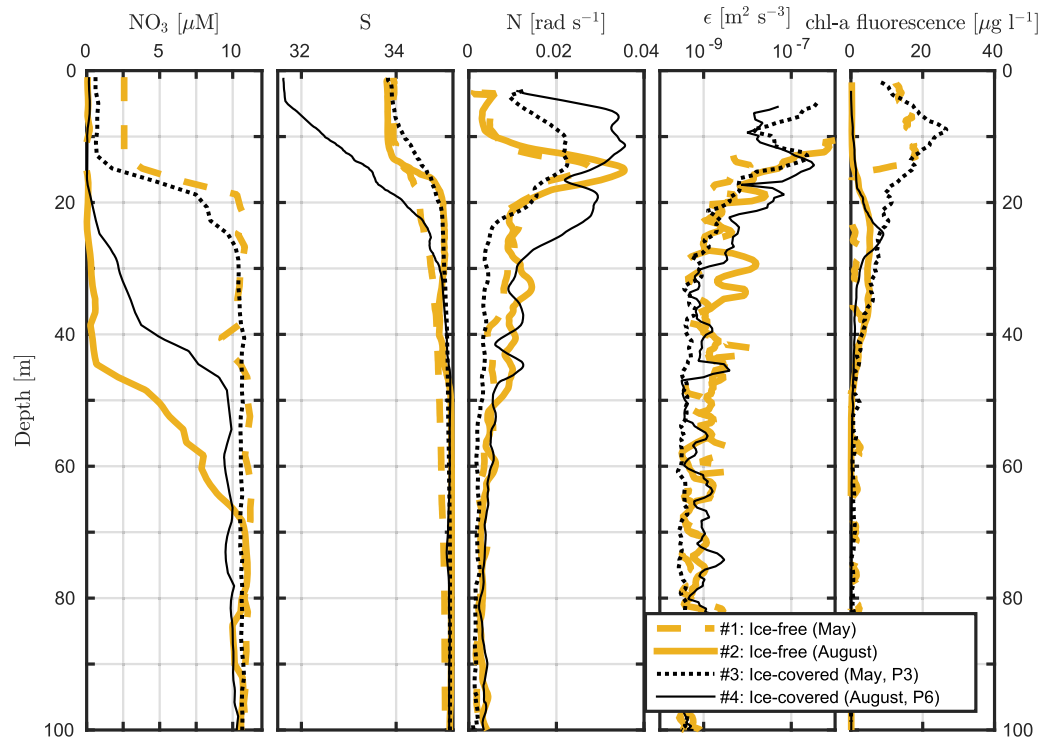 NO₃ [μM] S N [rad s⁻¹] ϵ [m² s⁻³] chl-a fluorescence [μg l⁻¹]
0 5 10 32 34 0 0.02 0.04 10⁻⁹ 10⁻⁷ 0 20 40
0 0
20 20
40 40
Depth [m]
60 60
80 80
100 100
#1: Ice-free (May)
#2: Ice-free (August)
#3: Ice-covered (May, P3)
#4: Ice-covered (August, P6)